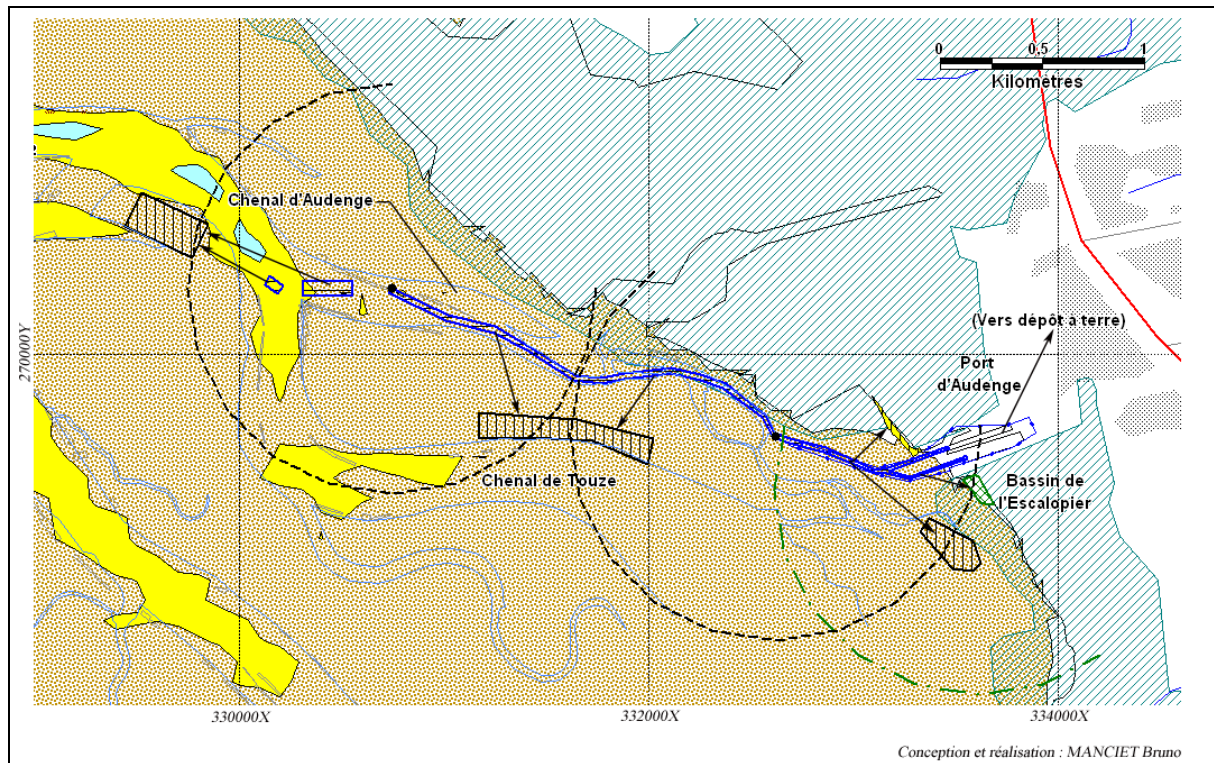 0 0.5 1
Kilométres
Chenal d'Audenge
(Vers dépôt à terre)
Port
d'Audenge
270000Y
Chenal de Touze
Bassin de
l'Escalopier
330000X
332000X
334000X
Conception et réalisation : MANCIET Bruno